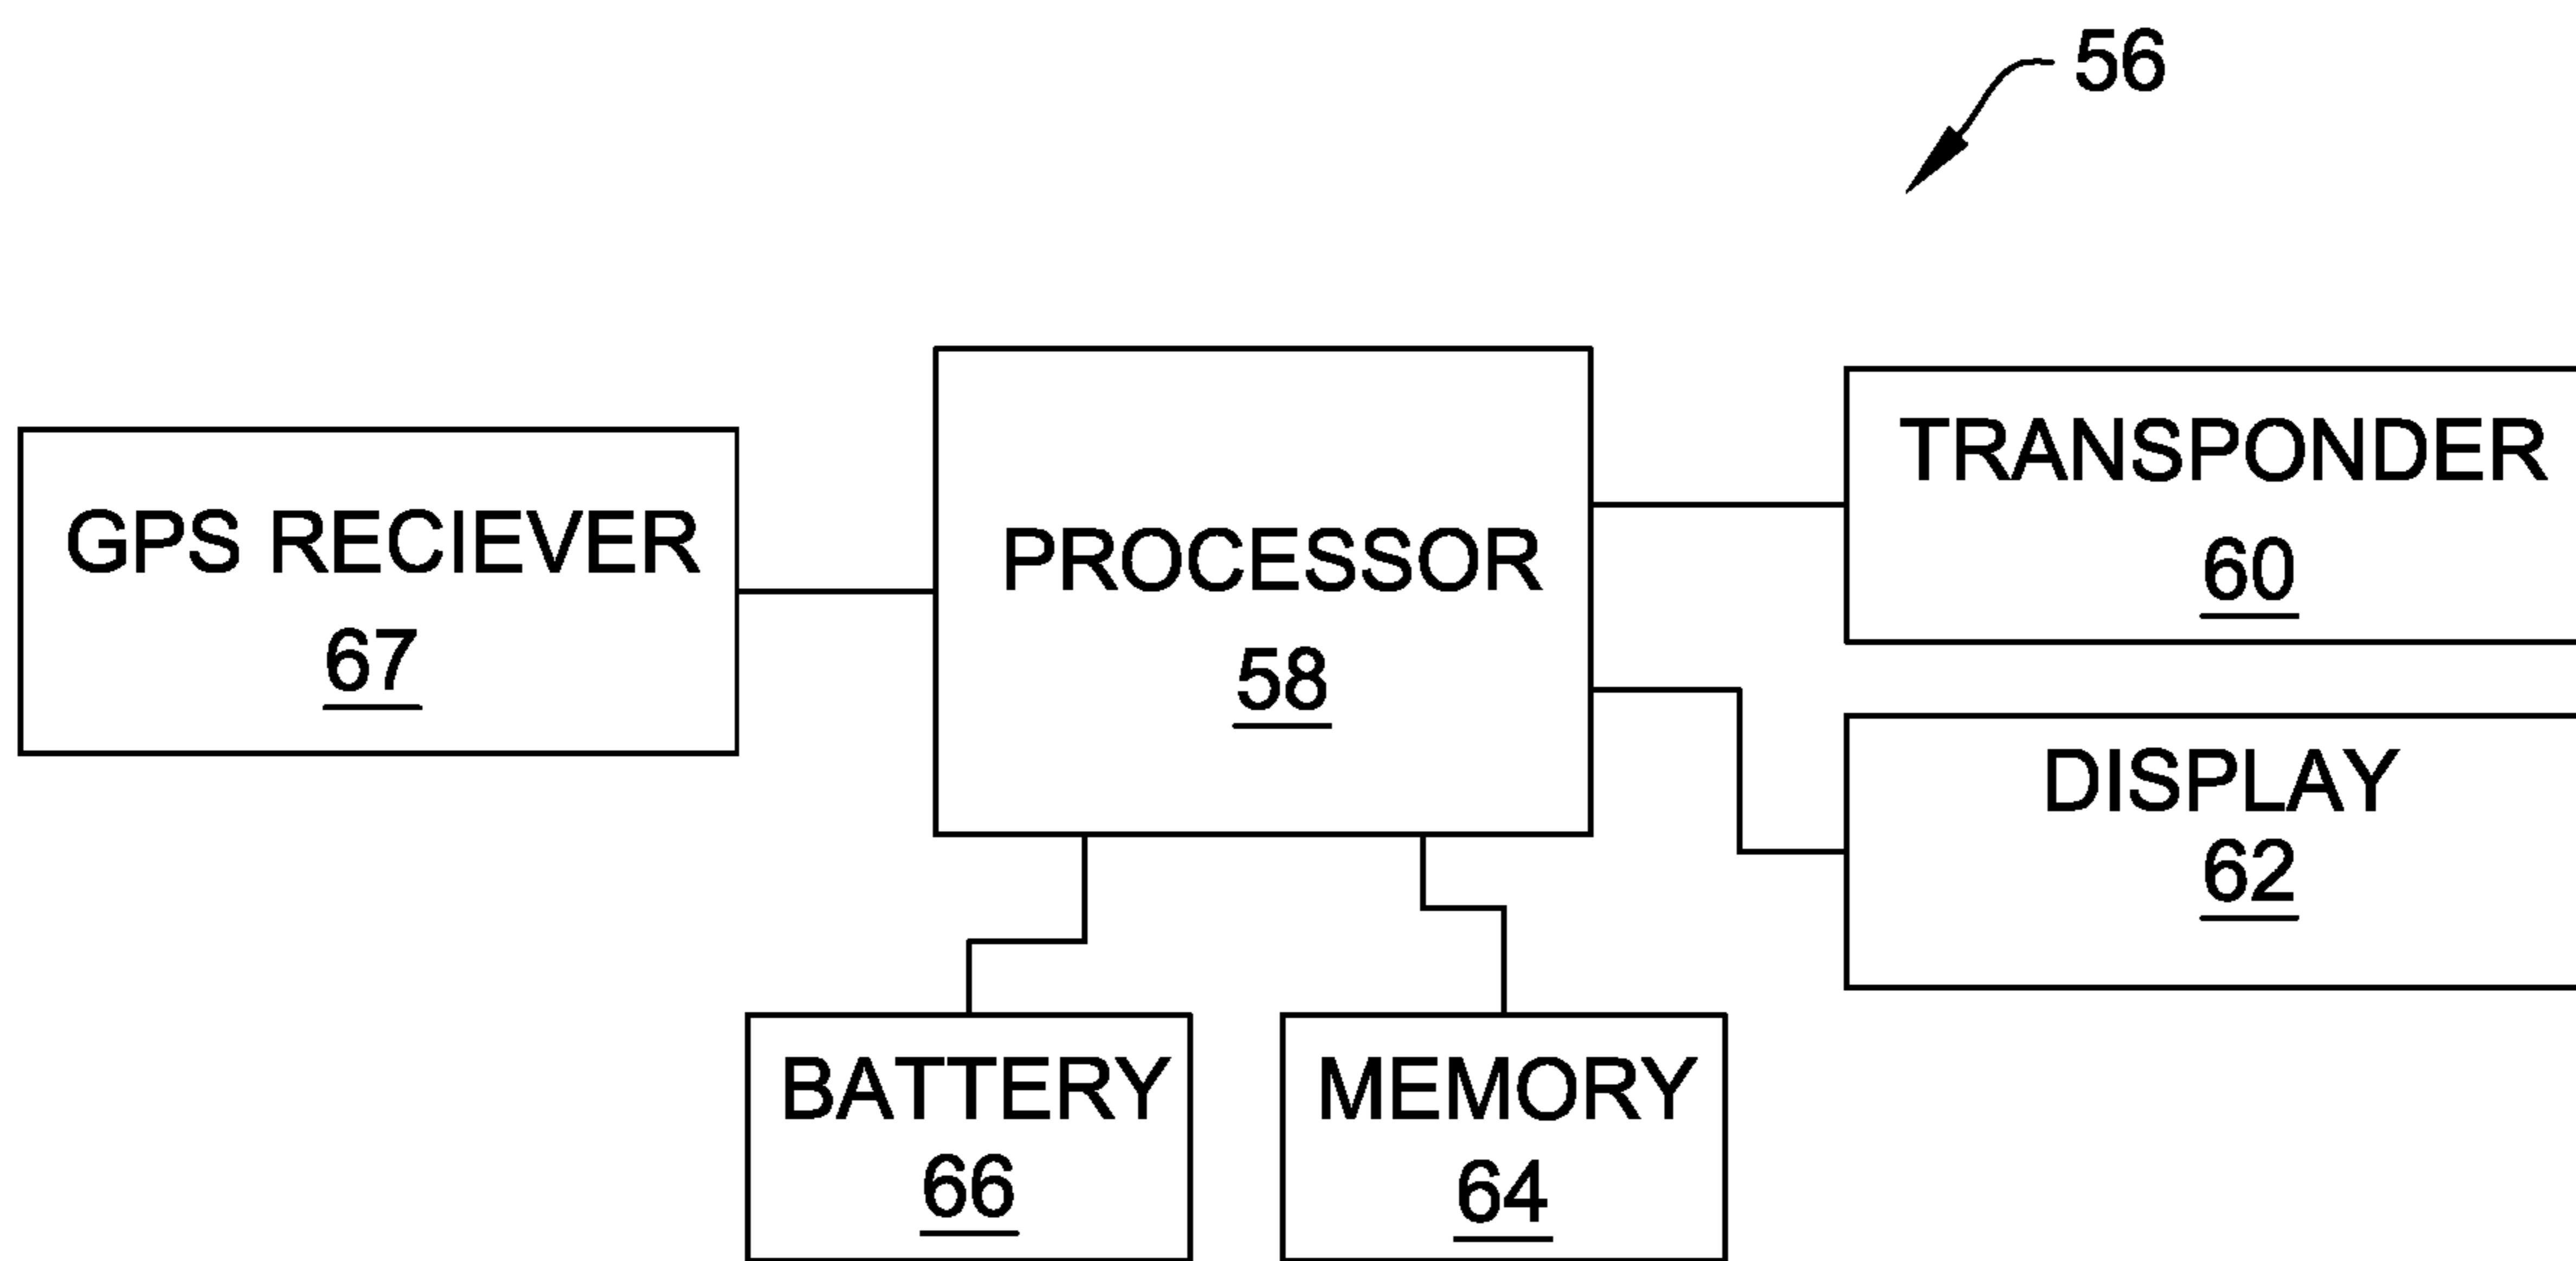 56
GPS RECIEVER
67
PROCESSOR
58
TRANSPONDER
60
DISPLAY
62
BATTERY
66
MEMORY
64